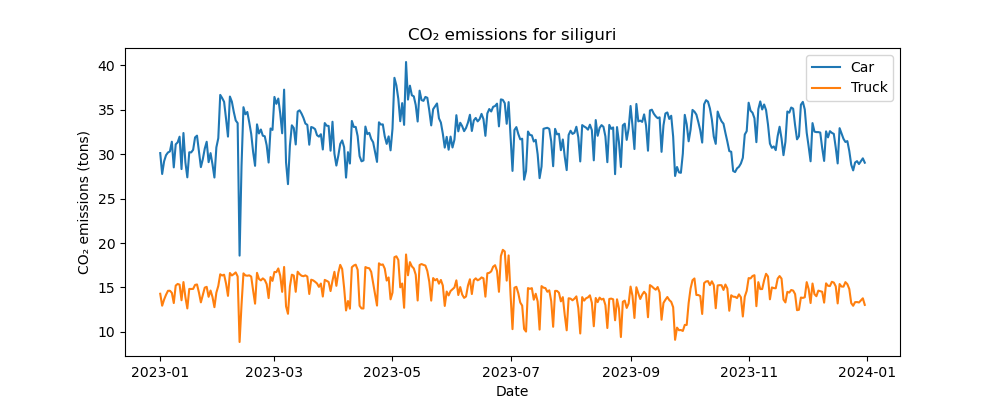 CO₂ emissions for siliguri
Car
Truck
CO₂ emissions (tons)
40
35
30
25
20
15
10
2023-01
2023-03
2023-05
2023-07
2023-09
2023-11
2024-01
Date